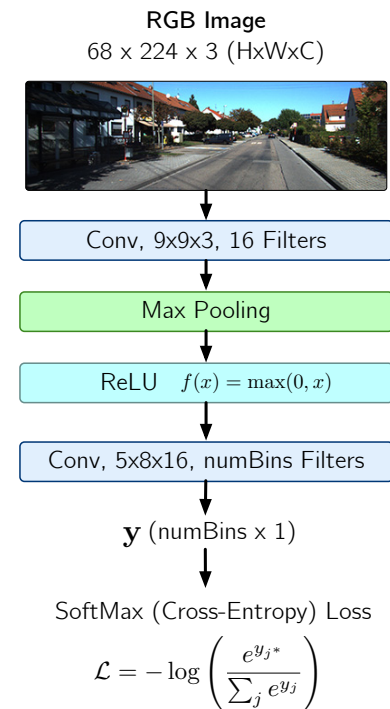 RGB Image
68 x 224 x 3 (HxWxC)
Conv, 9x9x3, 16 Filters
Max Pooling
ReLU f(x) = max(0, x)
Conv, 5x8x16, numBins Filters
y (numBins x 1)
SoftMax (Cross-Entropy) Loss
ℒ = − log ( e^{y_{j*}} / ∑_j e^{y_j} )